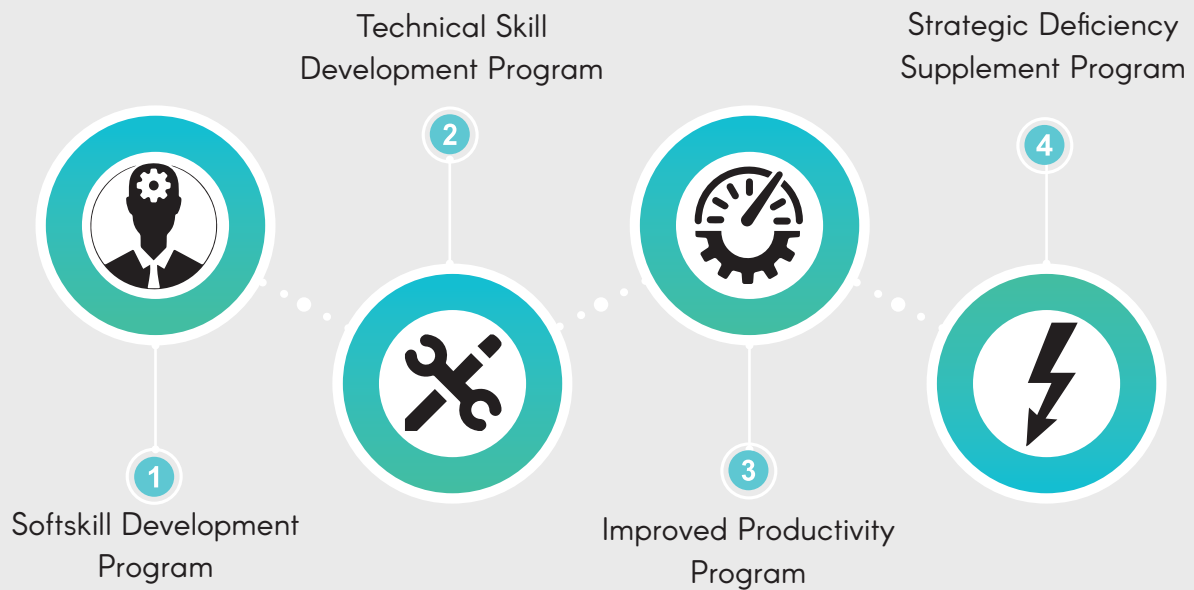 1
Softskill Development
Program
Technical Skill
Development Program
2
3
Improved Productivity
Program
Strategic Deficiency
Supplement Program
4